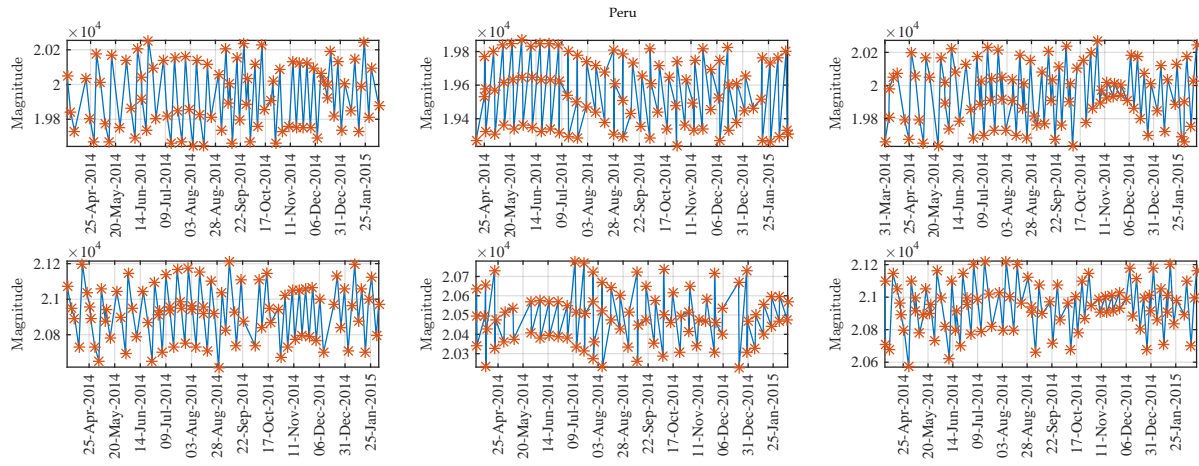 Peru
×10⁴
×10⁴
×10⁴
Magnitude
2.02
2
1.98
Magnitude
1.98
1.96
1.94
Magnitude
2.02
2
1.98
25-Apr-2014
20-May-2014
14-Jun-2014
09-Jul-2014
03-Aug-2014
28-Aug-2014
22-Sep-2014
17-Oct-2014
11-Nov-2014
06-Dec-2014
31-Dec-2014
25-Jan-2015
25-Apr-2014
20-May-2014
14-Jun-2014
09-Jul-2014
03-Aug-2014
28-Aug-2014
22-Sep-2014
17-Oct-2014
11-Nov-2014
06-Dec-2014
31-Dec-2014
25-Jan-2015
31-Mar-2014
25-Apr-2014
20-May-2014
14-Jun-2014
09-Jul-2014
03-Aug-2014
28-Aug-2014
22-Sep-2014
17-Oct-2014
11-Nov-2014
06-Dec-2014
31-Dec-2014
25-Jan-2015
×10⁴
×10⁴
×10⁴
Magnitude
2.12
2.1
2.08
Magnitude
2.07
2.06
2.05
2.04
2.03
Magnitude
2.12
2.1
2.08
2.06
25-Apr-2014
20-May-2014
14-Jun-2014
09-Jul-2014
03-Aug-2014
28-Aug-2014
22-Sep-2014
17-Oct-2014
11-Nov-2014
06-Dec-2014
31-Dec-2014
25-Jan-2015
25-Apr-2014
20-May-2014
14-Jun-2014
09-Jul-2014
03-Aug-2014
28-Aug-2014
22-Sep-2014
17-Oct-2014
11-Nov-2014
06-Dec-2014
31-Dec-2014
25-Jan-2015
25-Apr-2014
20-May-2014
14-Jun-2014
09-Jul-2014
03-Aug-2014
28-Aug-2014
22-Sep-2014
17-Oct-2014
11-Nov-2014
06-Dec-2014
31-Dec-2014
25-Jan-2015